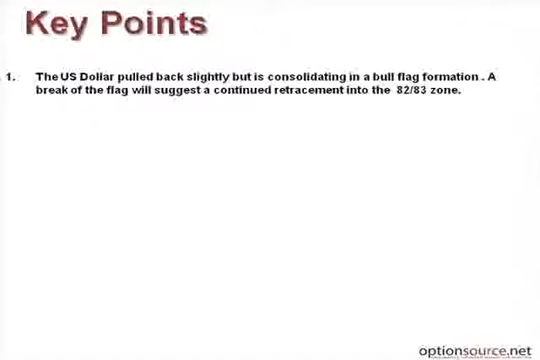 Key Points
1. The US Dollar pulled back slightly but is consolidating in a bull flag formation . A
break of the flag will suggest a continued retracement into the 82/83 zone.
optionsource.net